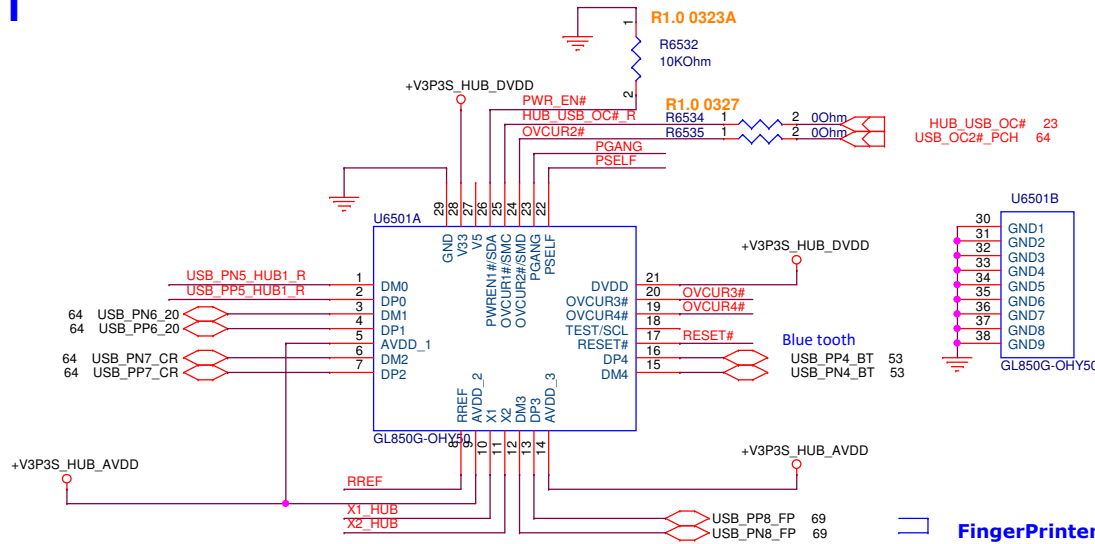 R1.0 0323A
1
R6532
10KOhm
2
+V3P3S_HUB_DVDD
PWR_EN#
R1.0 0327
HUB_USB_OC#_R R6534 1 2 0Ohm HUB_USB_OC# 23
OVCUR2# R6535 1 2 0Ohm USB_OC2#_PCH 64
PGANG
PSELF
29 28 27 26 25 24 23 22
U6501A
GND V33 V5 PWREN1#/SDA OVCUR1#/SMC OVCUR2#/SMD PGANG PSELF
U6501B
30 GND1
31 GND2
32 GND3
33 GND4
34 GND5
35 GND6
36 GND7
37 GND8
38 GND9
GL850G-OHY50
+V3P3S_HUB_DVDD
USB_PN5_HUB1_R 1 DM0
USB_PP5_HUB1_R 2 DP0
64 USB_PN6_20 3 DM1
64 USB_PP6_20 4 DP1
5 AVDD_1
64 USB_PN7_CR 6 DM2
64 USB_PP7_CR 7 DP2
DVDD 21
OVCUR3# 20 OVCUR3#
OVCUR4# 19 OVCUR4#
TEST/SCL 18
RESET# 17 RESET#
Blue tooth
DP4 16 USB_PP4_BT 53
DM4 15 USB_PN4_BT 53
RREF AVDD_2 X1 X2 DM3 DP3 AVDD_3
GL850G-OHY50
8 9 10 11 12 13 14
+V3P3S_HUB_AVDD
+V3P3S_HUB_AVDD
RREF
X1_HUB
X2_HUB
USB_PP8_FP 69
USB_PN8_FP 69
FingerPrinter